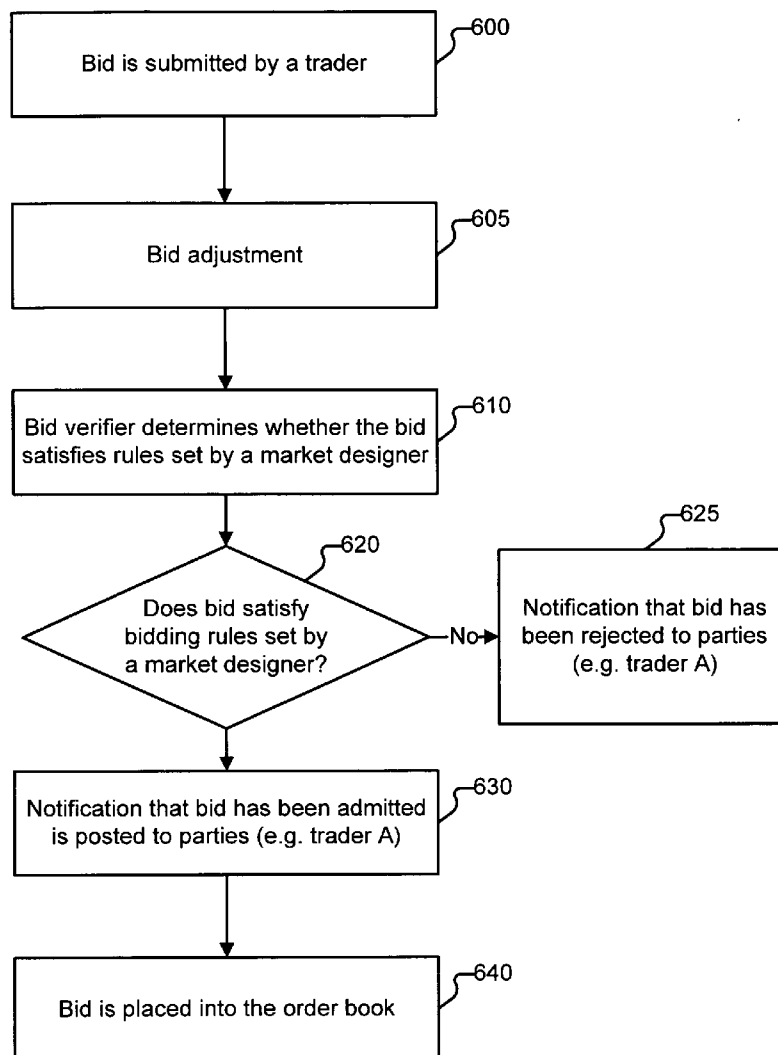 600
Bid is submitted by a trader
605
Bid adjustment
610
Bid verifier determines whether the bid
satisfies rules set by a market designer
620
625
Does bid satisfy
bidding rules set by
a market designer?
No
Notification that bid has
been rejected to parties
(e.g. trader A)
630
Notification that bid has been admitted
is posted to parties (e.g. trader A)
640
Bid is placed into the order book